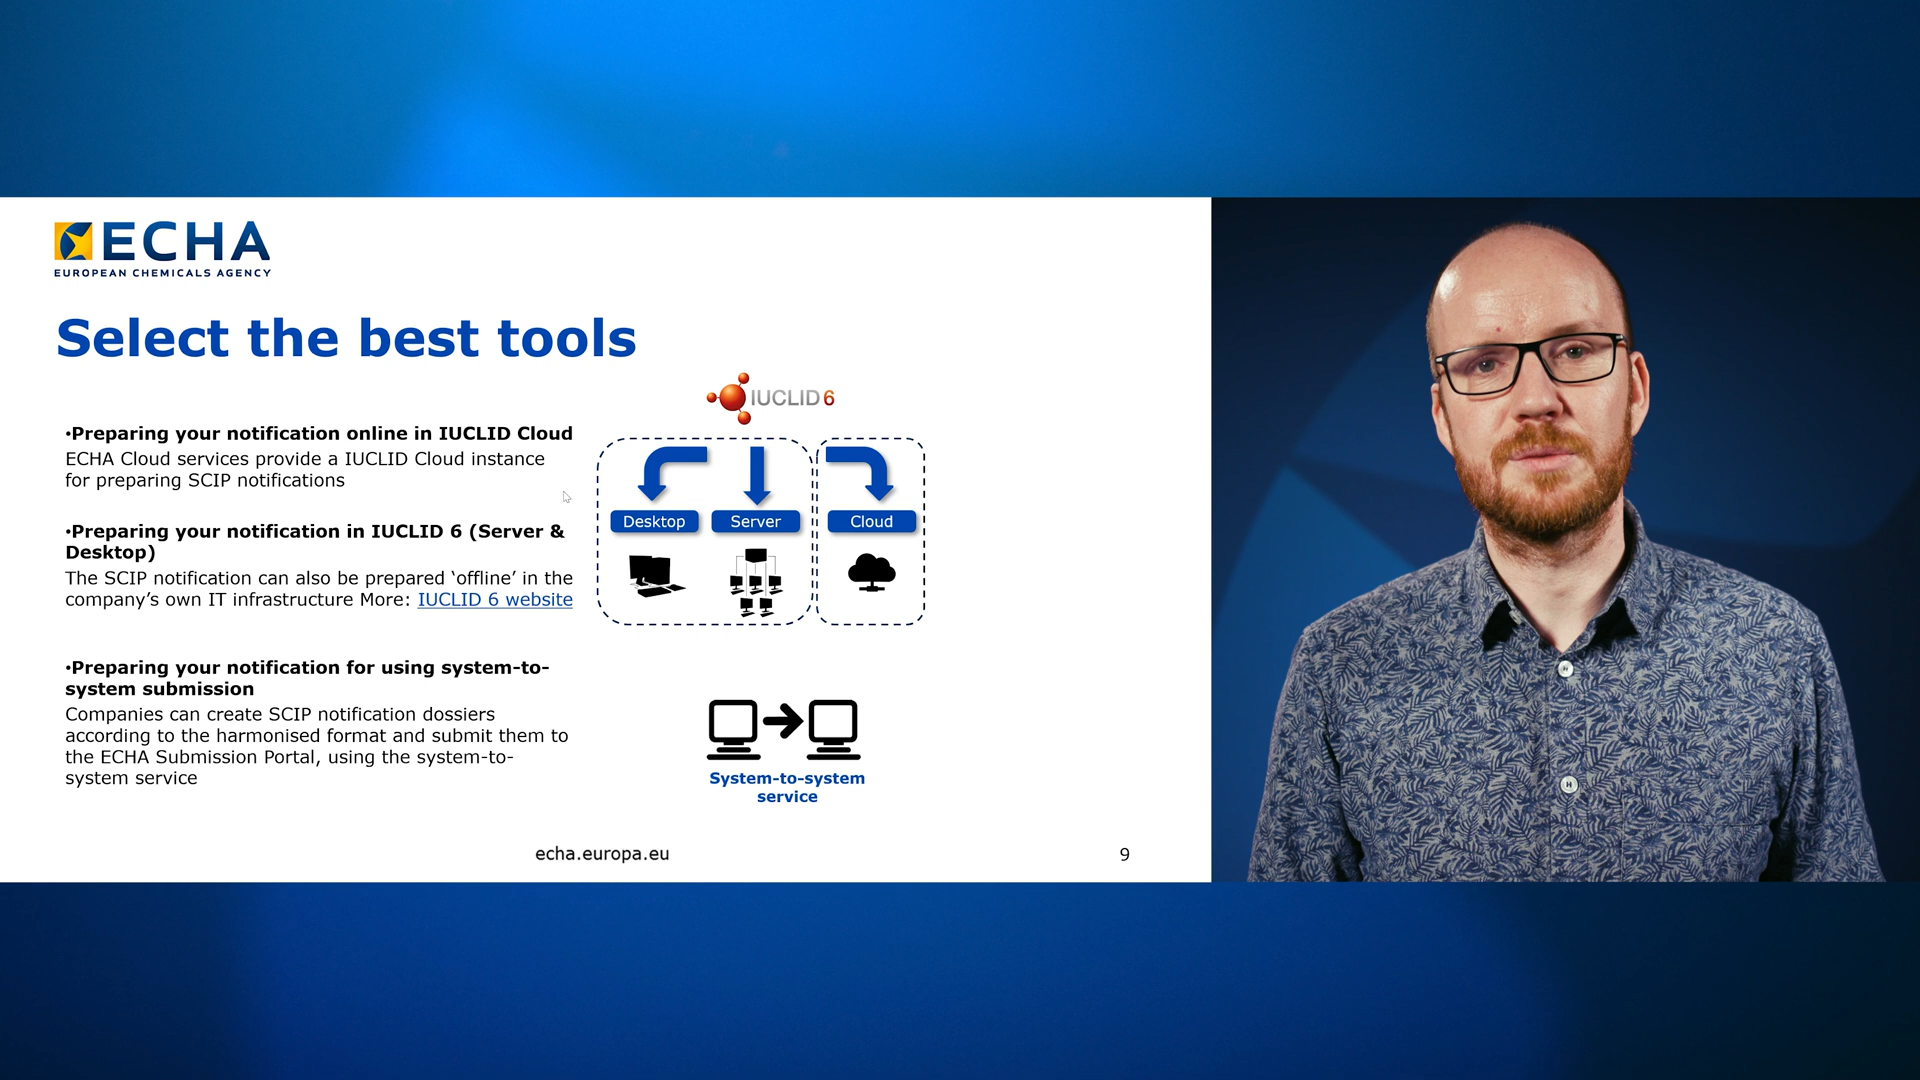 ECHA
EUROPEAN CHEMICALS AGENCY
Select the best tools
•Preparing your notification online in IUCLID Cloud
ECHA Cloud services provide a IUCLID Cloud instance
for preparing SCIP notifications
•Preparing your notification in IUCLID 6 (Server &
Desktop)
The SCIP notification can also be prepared ‘offline’ in the
company’s own IT infrastructure More: IUCLID 6 website
•Preparing your notification for using system-to-
system submission
Companies can create SCIP notification dossiers
according to the harmonised format and submit them to
the ECHA Submission Portal, using the system-to-
system service
IUCLID 6
Desktop
Server
Cloud
System-to-system
service
echa.europa.eu
9